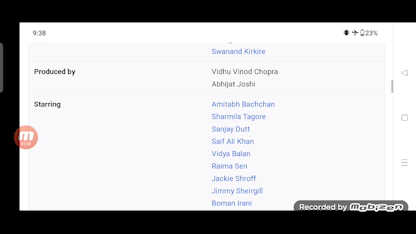 9:38
23%
Swanand Kirkire
Produced by
Vidhu Vinod Chopra
Abhijat Joshi
Starring
Amitabh Bachchan
Sharmila Tagore
Sanjay Dutt
Saif Ali Khan
Vidya Balan
Raima Sen
Jackie Shroff
Jimmy Sheirgill
Boman Irani
Recorded by Mobizen